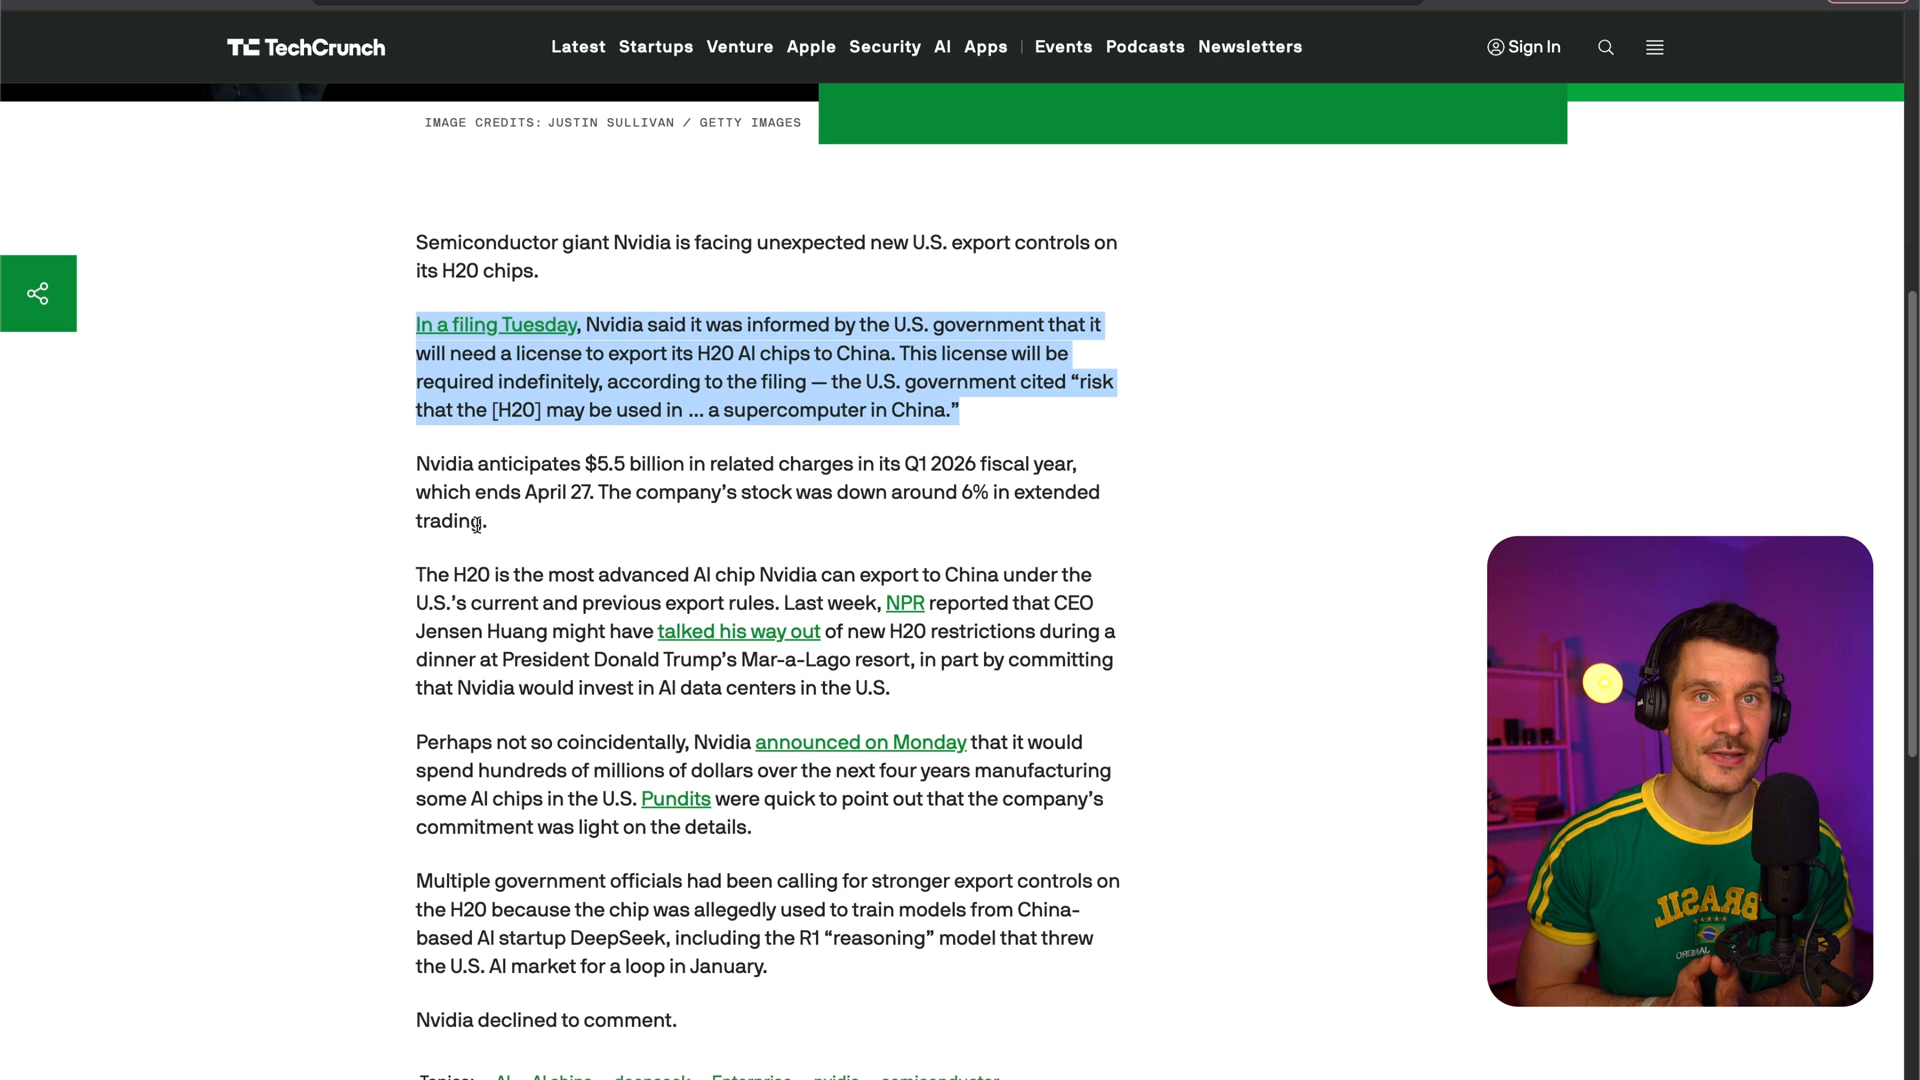 TechCrunch
Latest Startups Venture Apple Security AI Apps | Events Podcasts Newsletters
Sign In
IMAGE CREDITS: JUSTIN SULLIVAN / GETTY IMAGES
Semiconductor giant Nvidia is facing unexpected new U.S. export controls on
its H20 chips.
In a filing Tuesday, Nvidia said it was informed by the U.S. government that it
will need a license to export its H20 AI chips to China. This license will be
required indefinitely, according to the filing — the U.S. government cited “risk
that the [H20] may be used in … a supercomputer in China.”
Nvidia anticipates $5.5 billion in related charges in its Q1 2026 fiscal year,
which ends April 27. The company’s stock was down around 6% in extended
trading.
The H20 is the most advanced AI chip Nvidia can export to China under the
U.S.’s current and previous export rules. Last week, NPR reported that CEO
Jensen Huang might have talked his way out of new H20 restrictions during a
dinner at President Donald Trump’s Mar-a-Lago resort, in part by committing
that Nvidia would invest in AI data centers in the U.S.
Perhaps not so coincidentally, Nvidia announced on Monday that it would
spend hundreds of millions of dollars over the next four years manufacturing
some AI chips in the U.S. Pundits were quick to point out that the company’s
commitment was light on the details.
Multiple government officials had been calling for stronger export controls on
the H20 because the chip was allegedly used to train models from China-
based AI startup DeepSeek, including the R1 “reasoning” model that threw
the U.S. AI market for a loop in January.
Nvidia declined to comment.
Topics: AI AI chips deepseek Enterprise nvidia semiconductor
BRASIL